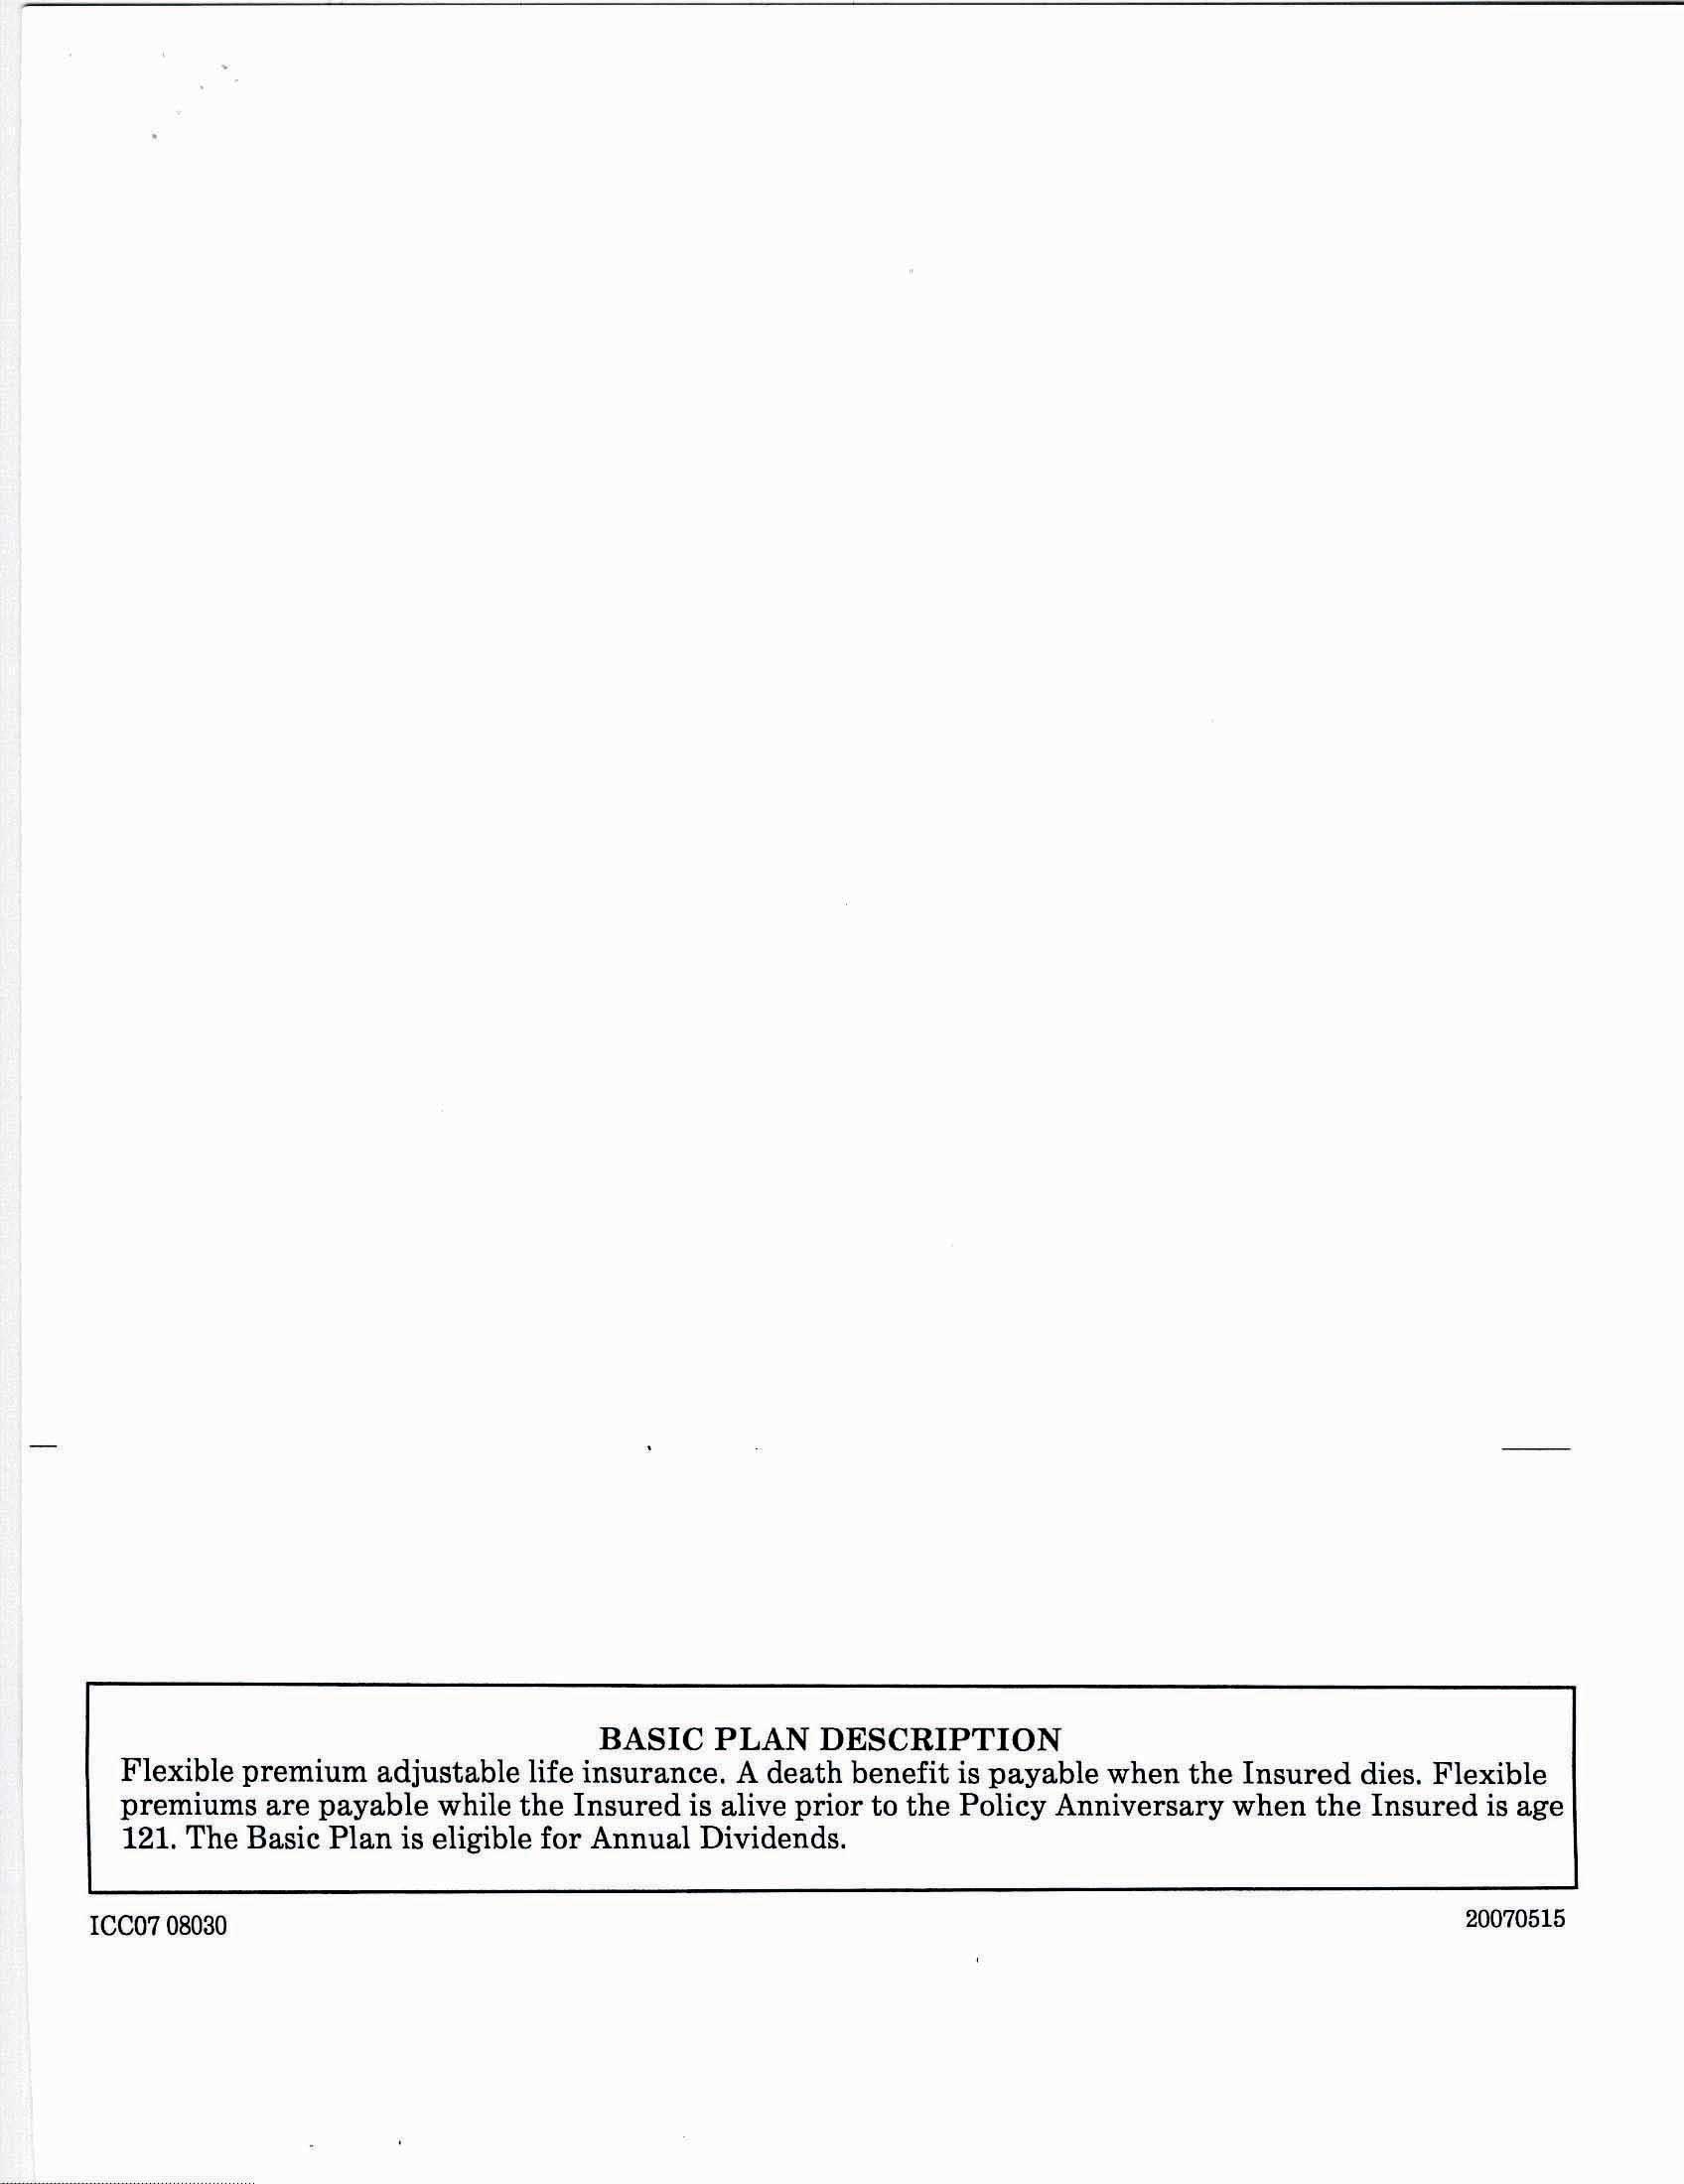 BASIC PLAN DESCRIPTION
Flexible premium adjustable life insurance. A death benefit is payable when the Insured dies. Flexible
premiums are payable while the Insured is alive prior to the Policy Anniversary when the Insured is age
121. The Basic Plan is eligible for Annual Dividends.
ICC07 08030
20070515